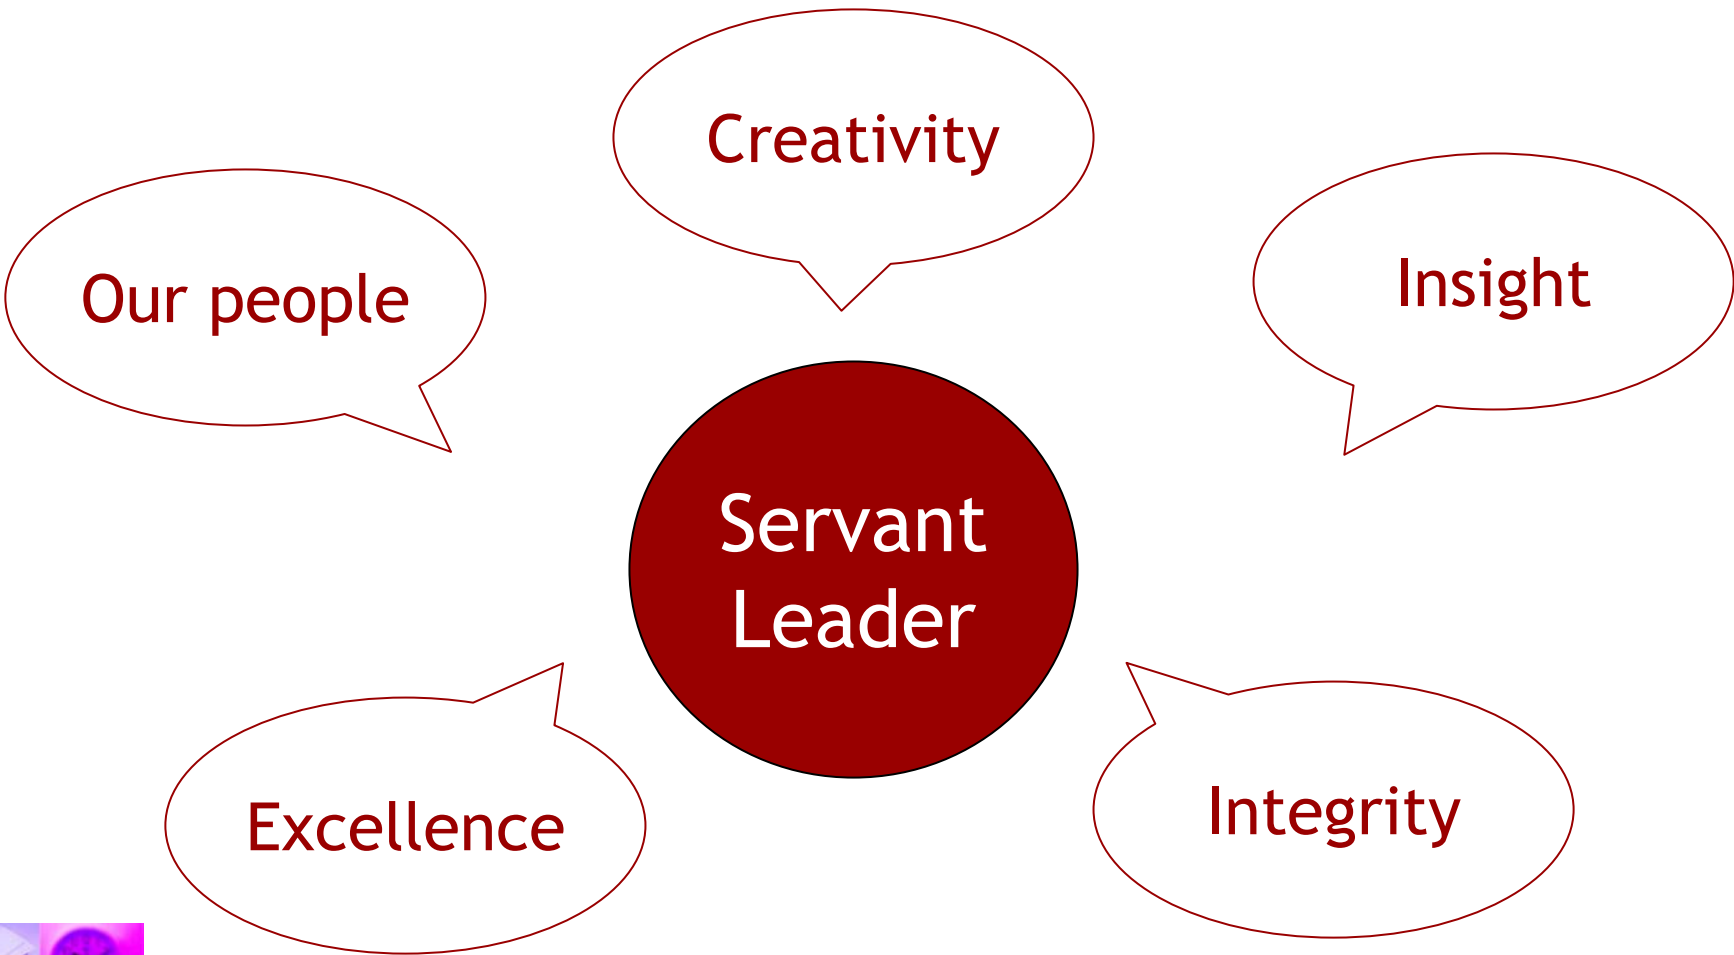 Creativity
Our people
Insight
Servant
Leader
Excellence
Integrity